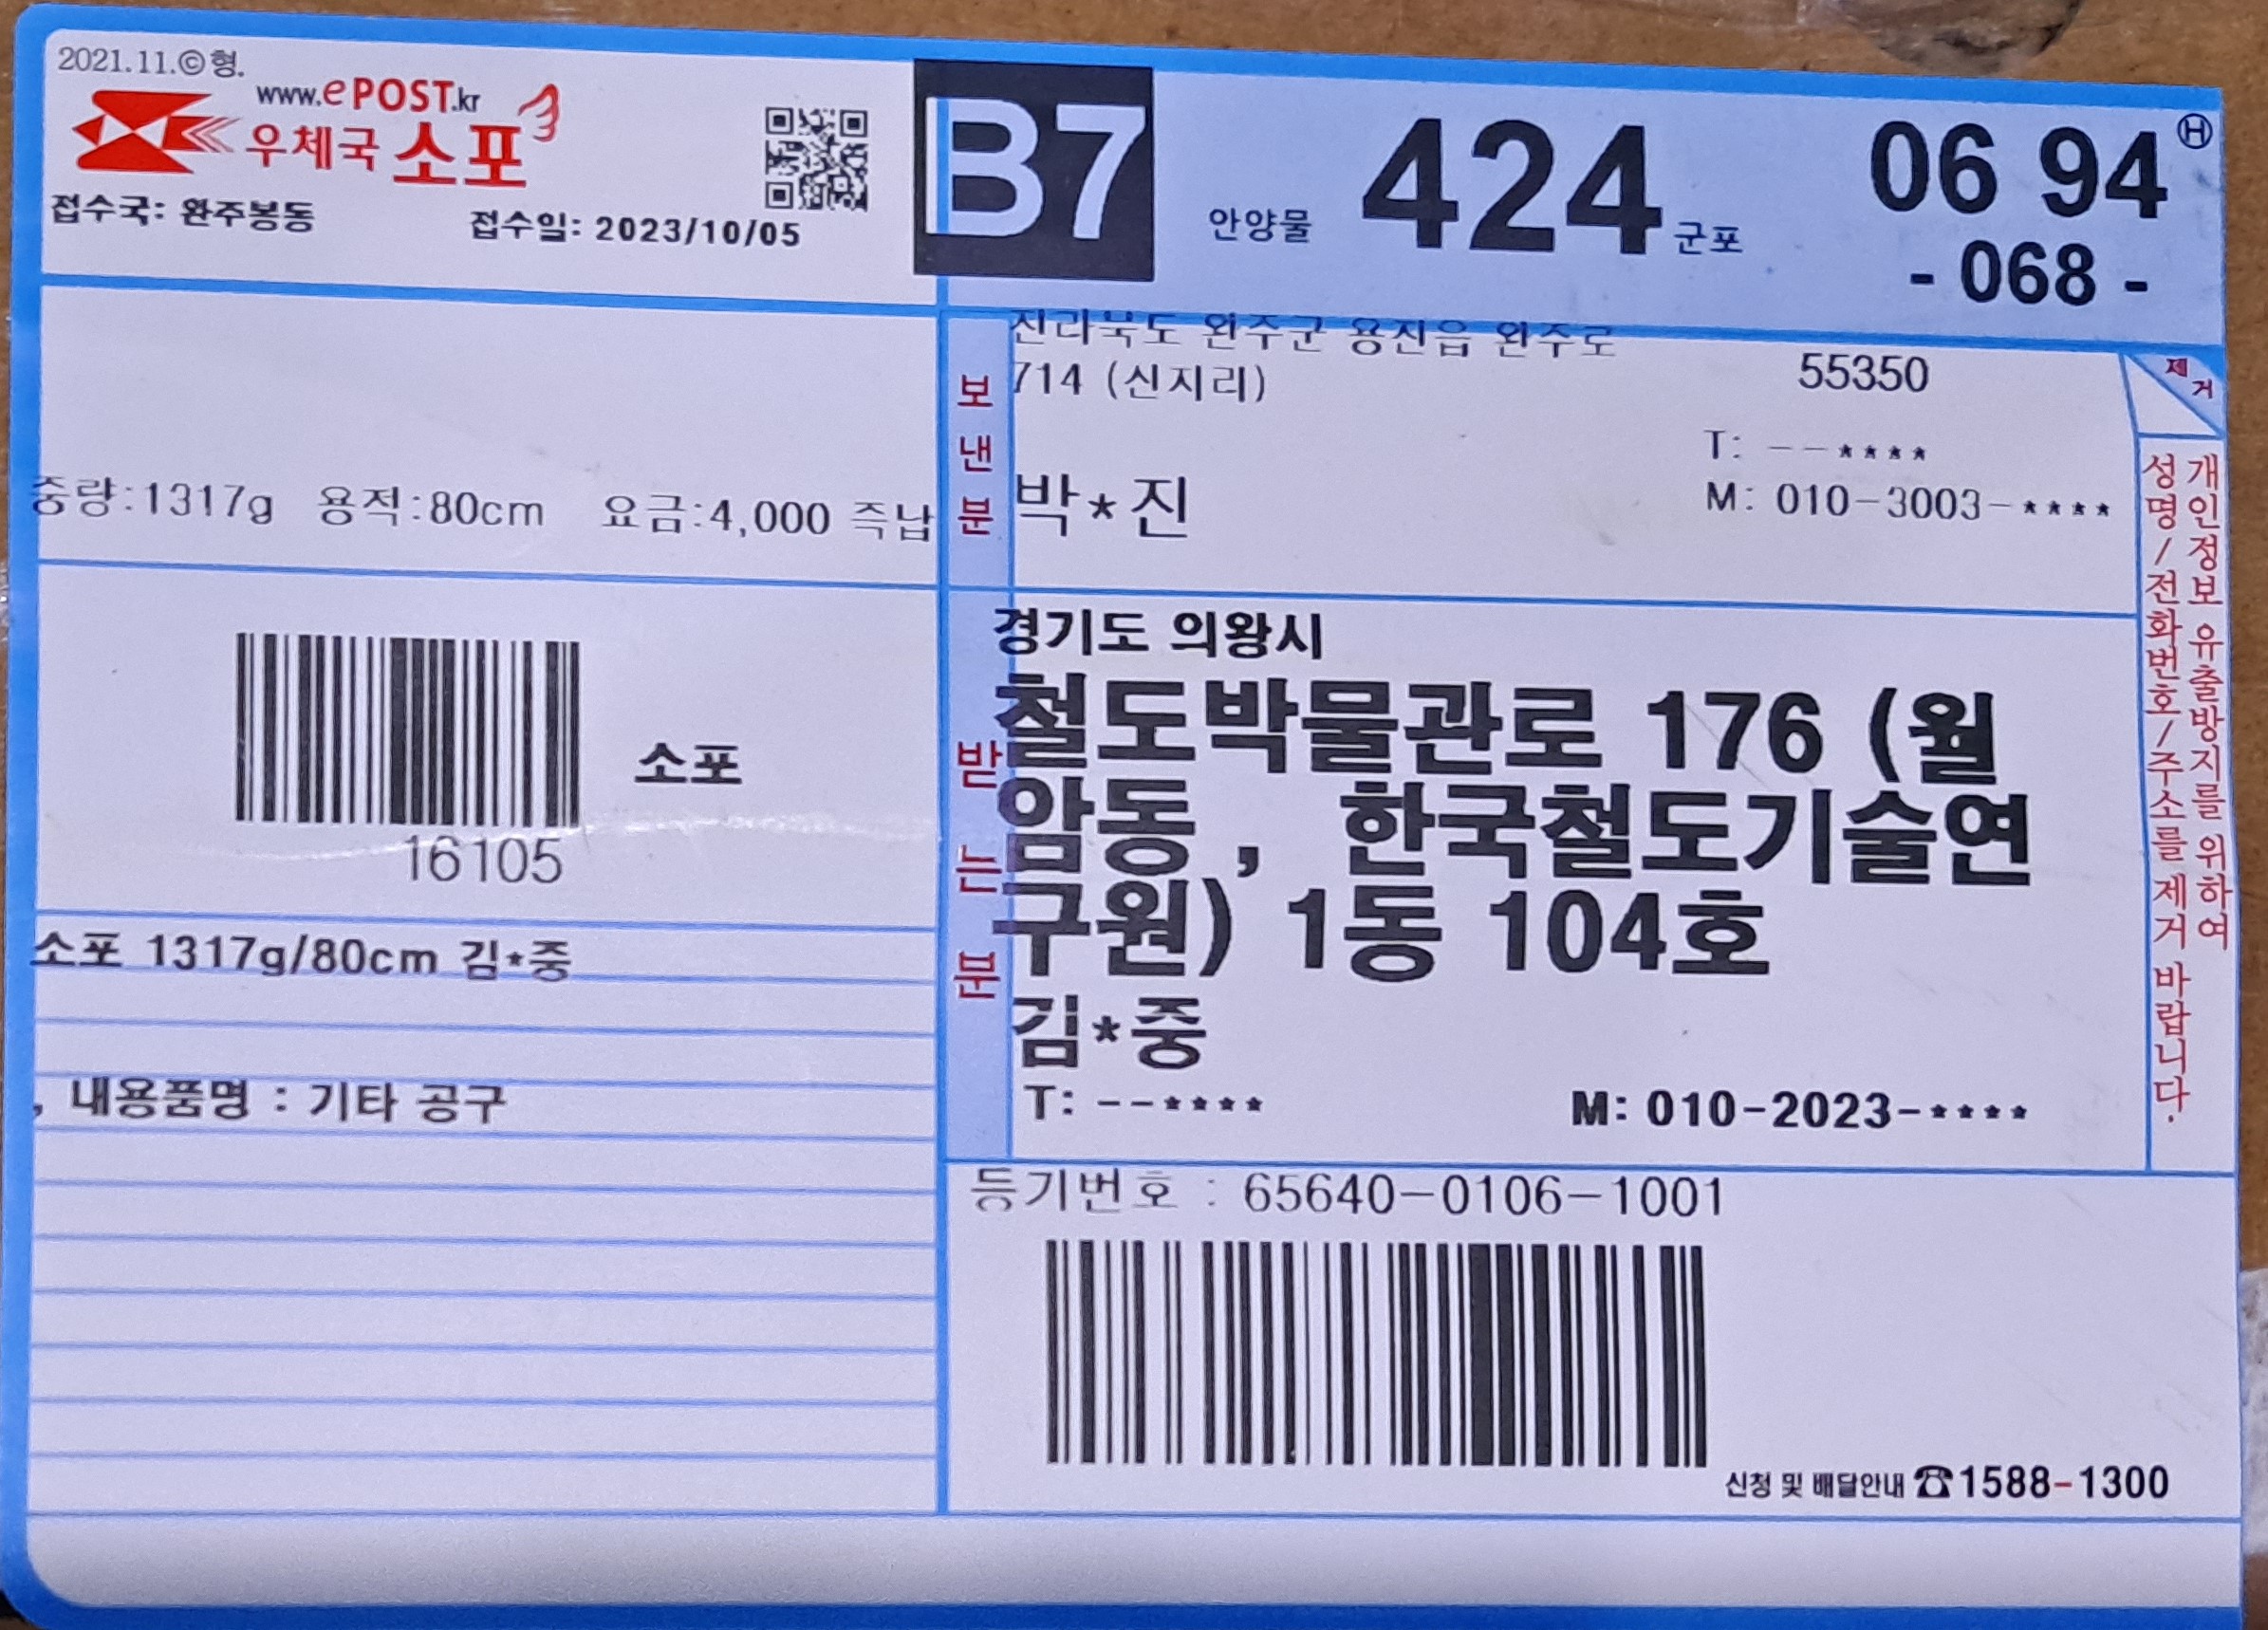 2021.11.ⓒ형.
www.ePOST.kr
우체국 소포
접수국: 완주봉동
접수일: 2023/10/05
B7
안양물 424 군포
06 94 Ⓗ
- 068 -
중량:1317g 용적:80cm 요금:4,000 즉납
16105
소포
소포 1317g/80cm 김*중
, 내용품명 : 기타 공구
보낸분
전라북도 완주군 용진읍 완주로
714 (신지리)
55350
T: --****
박*진
M: 010-3003-****
제거
개인정보 유출방지를 위하여
성명/전화번호/주소를 제거 바랍니다.
받는분
경기도 의왕시
철도박물관로 176 (월
암동, 한국철도기술연
구원) 1동 104호
김*중
T: --****
M: 010-2023-****
등기번호 : 65640-0106-1001
신청 및 배달안내 ☎1588-1300